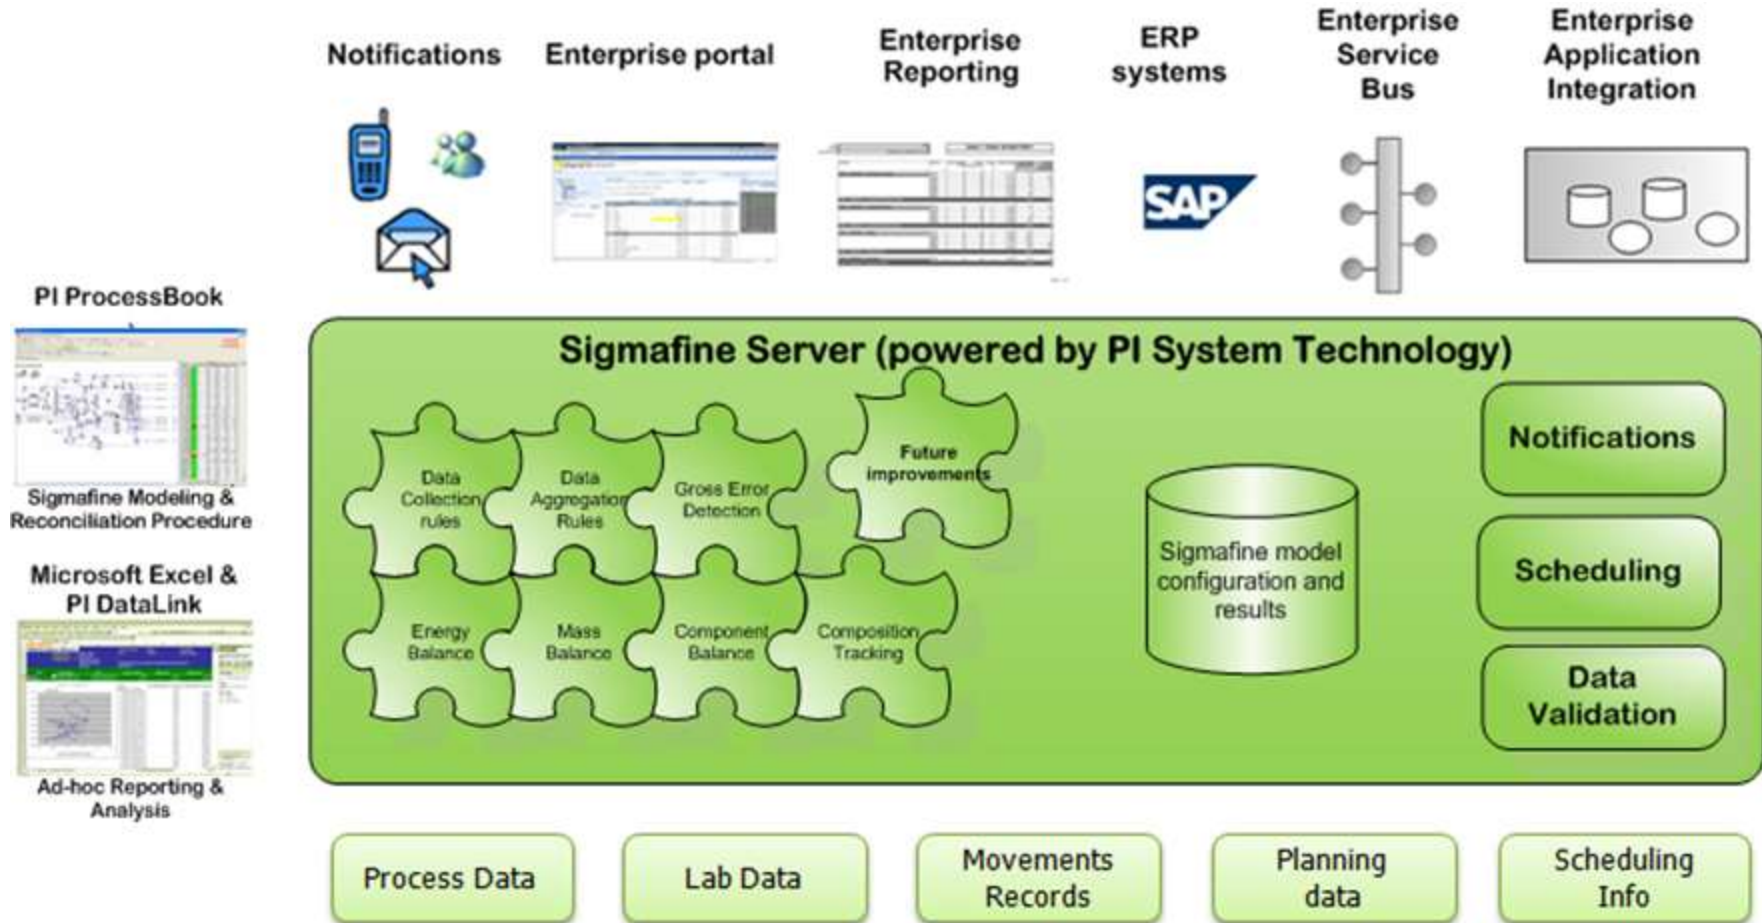 Notifications
Enterprise portal
Enterprise
Reporting
ERP
systems
Enterprise
Service
Bus
Enterprise
Application
Integration
SAP
PI ProcessBook
Sigmafine Modeling &
Reconciliation Procedure
Microsoft Excel &
PI DataLink
Ad-hoc Reporting &
Analysis
Sigmafine Server (powered by PI System Technology)
Data
Collection
rules
Data
Aggregation
Rules
Gross Error
Detection
Future
improvements
Energy
Balance
Mass
Balance
Component
Balance
Composition
Tracking
Sigmafine model
configuration and
results
Notifications
Scheduling
Data
Validation
Process Data
Lab Data
Movements
Records
Planning
data
Scheduling
Info